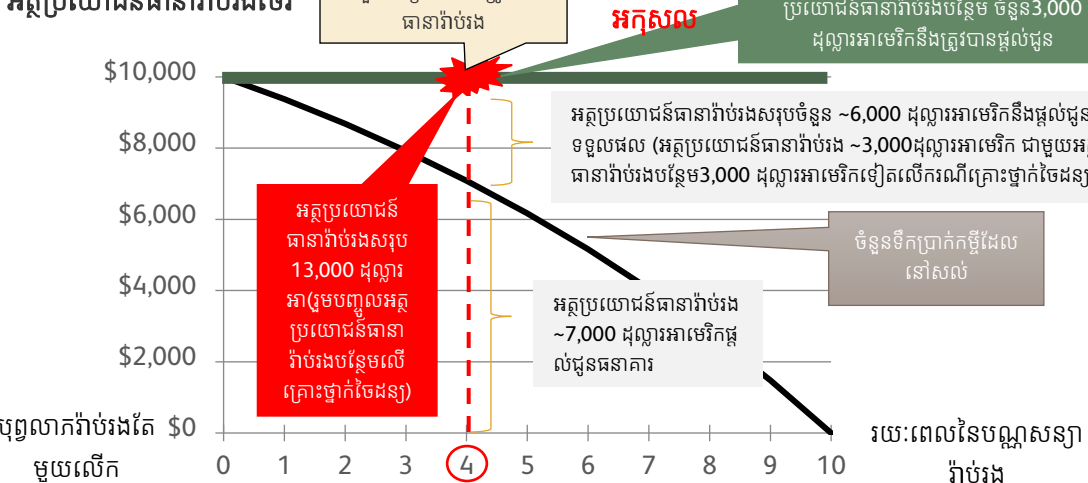 អត្ថប្រយោជន៍ធានារ៉ាប់រងថេរ
ធានារ៉ាប់រង
អកុសល
ប្រយោជន៍ធានារ៉ាប់រងបន្ថែម ចំនួន3,000
ដុល្លារអាមេរិកនឹងត្រូវបានផ្តល់ជូន
$10,000
$8,000
$6,000
$4,000
$2,000
$0
អត្ថប្រយោជន៍ធានារ៉ាប់រងសរុបចំនួន ~6,000 ដុល្លារអាមេរិកនឹងផ្តល់ជូន
ទទួលផល (អត្ថប្រយោជន៍ធានារ៉ាប់រង ~3,000ដុល្លារអាមេរិក ជាមួយអត្ថ
ធានារ៉ាប់រងបន្ថែម3,000 ដុល្លារអាមេរិកទៀតលើករណីគ្រោះថ្នាក់ចៃដន្យ
អត្ថប្រយោជន៍
ធានារ៉ាប់រងសរុប
13,000 ដុល្លារ
អា(រួមបញ្ចូលអត្ថ
ប្រយោជន៍ធានា
រ៉ាប់រងបន្ថែមលើ
គ្រោះថ្នាក់ចៃដន្យ)
ចំនួនទឹកប្រាក់កម្ចីដែល
នៅសល់
អត្ថប្រយោជន៍ធានារ៉ាប់រង
~7,000 ដុល្លារអាមេរិកផ្ត
ល់ជូនធនាគារ
បុព្វលាភរ៉ាប់រងតែ
មួយលើក
0 1 2 3 4 5 6 7 8 9 10
រយ:ពេលនៃបណ្ណសន្យា
រ៉ាប់រង